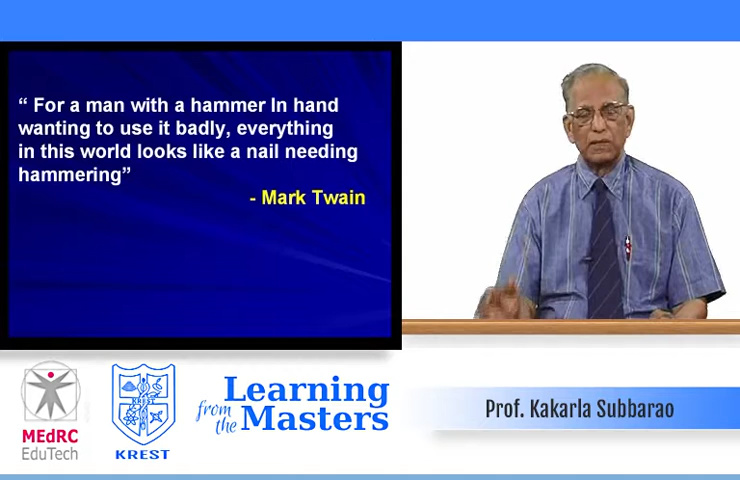 “ For a man with a hammer In hand
wanting to use it badly, everything
in this world looks like a nail needing
hammering”
- Mark Twain
MEdRC
EduTech
KREST
KREST
Learning
from the Masters
Prof. Kakarla Subbarao